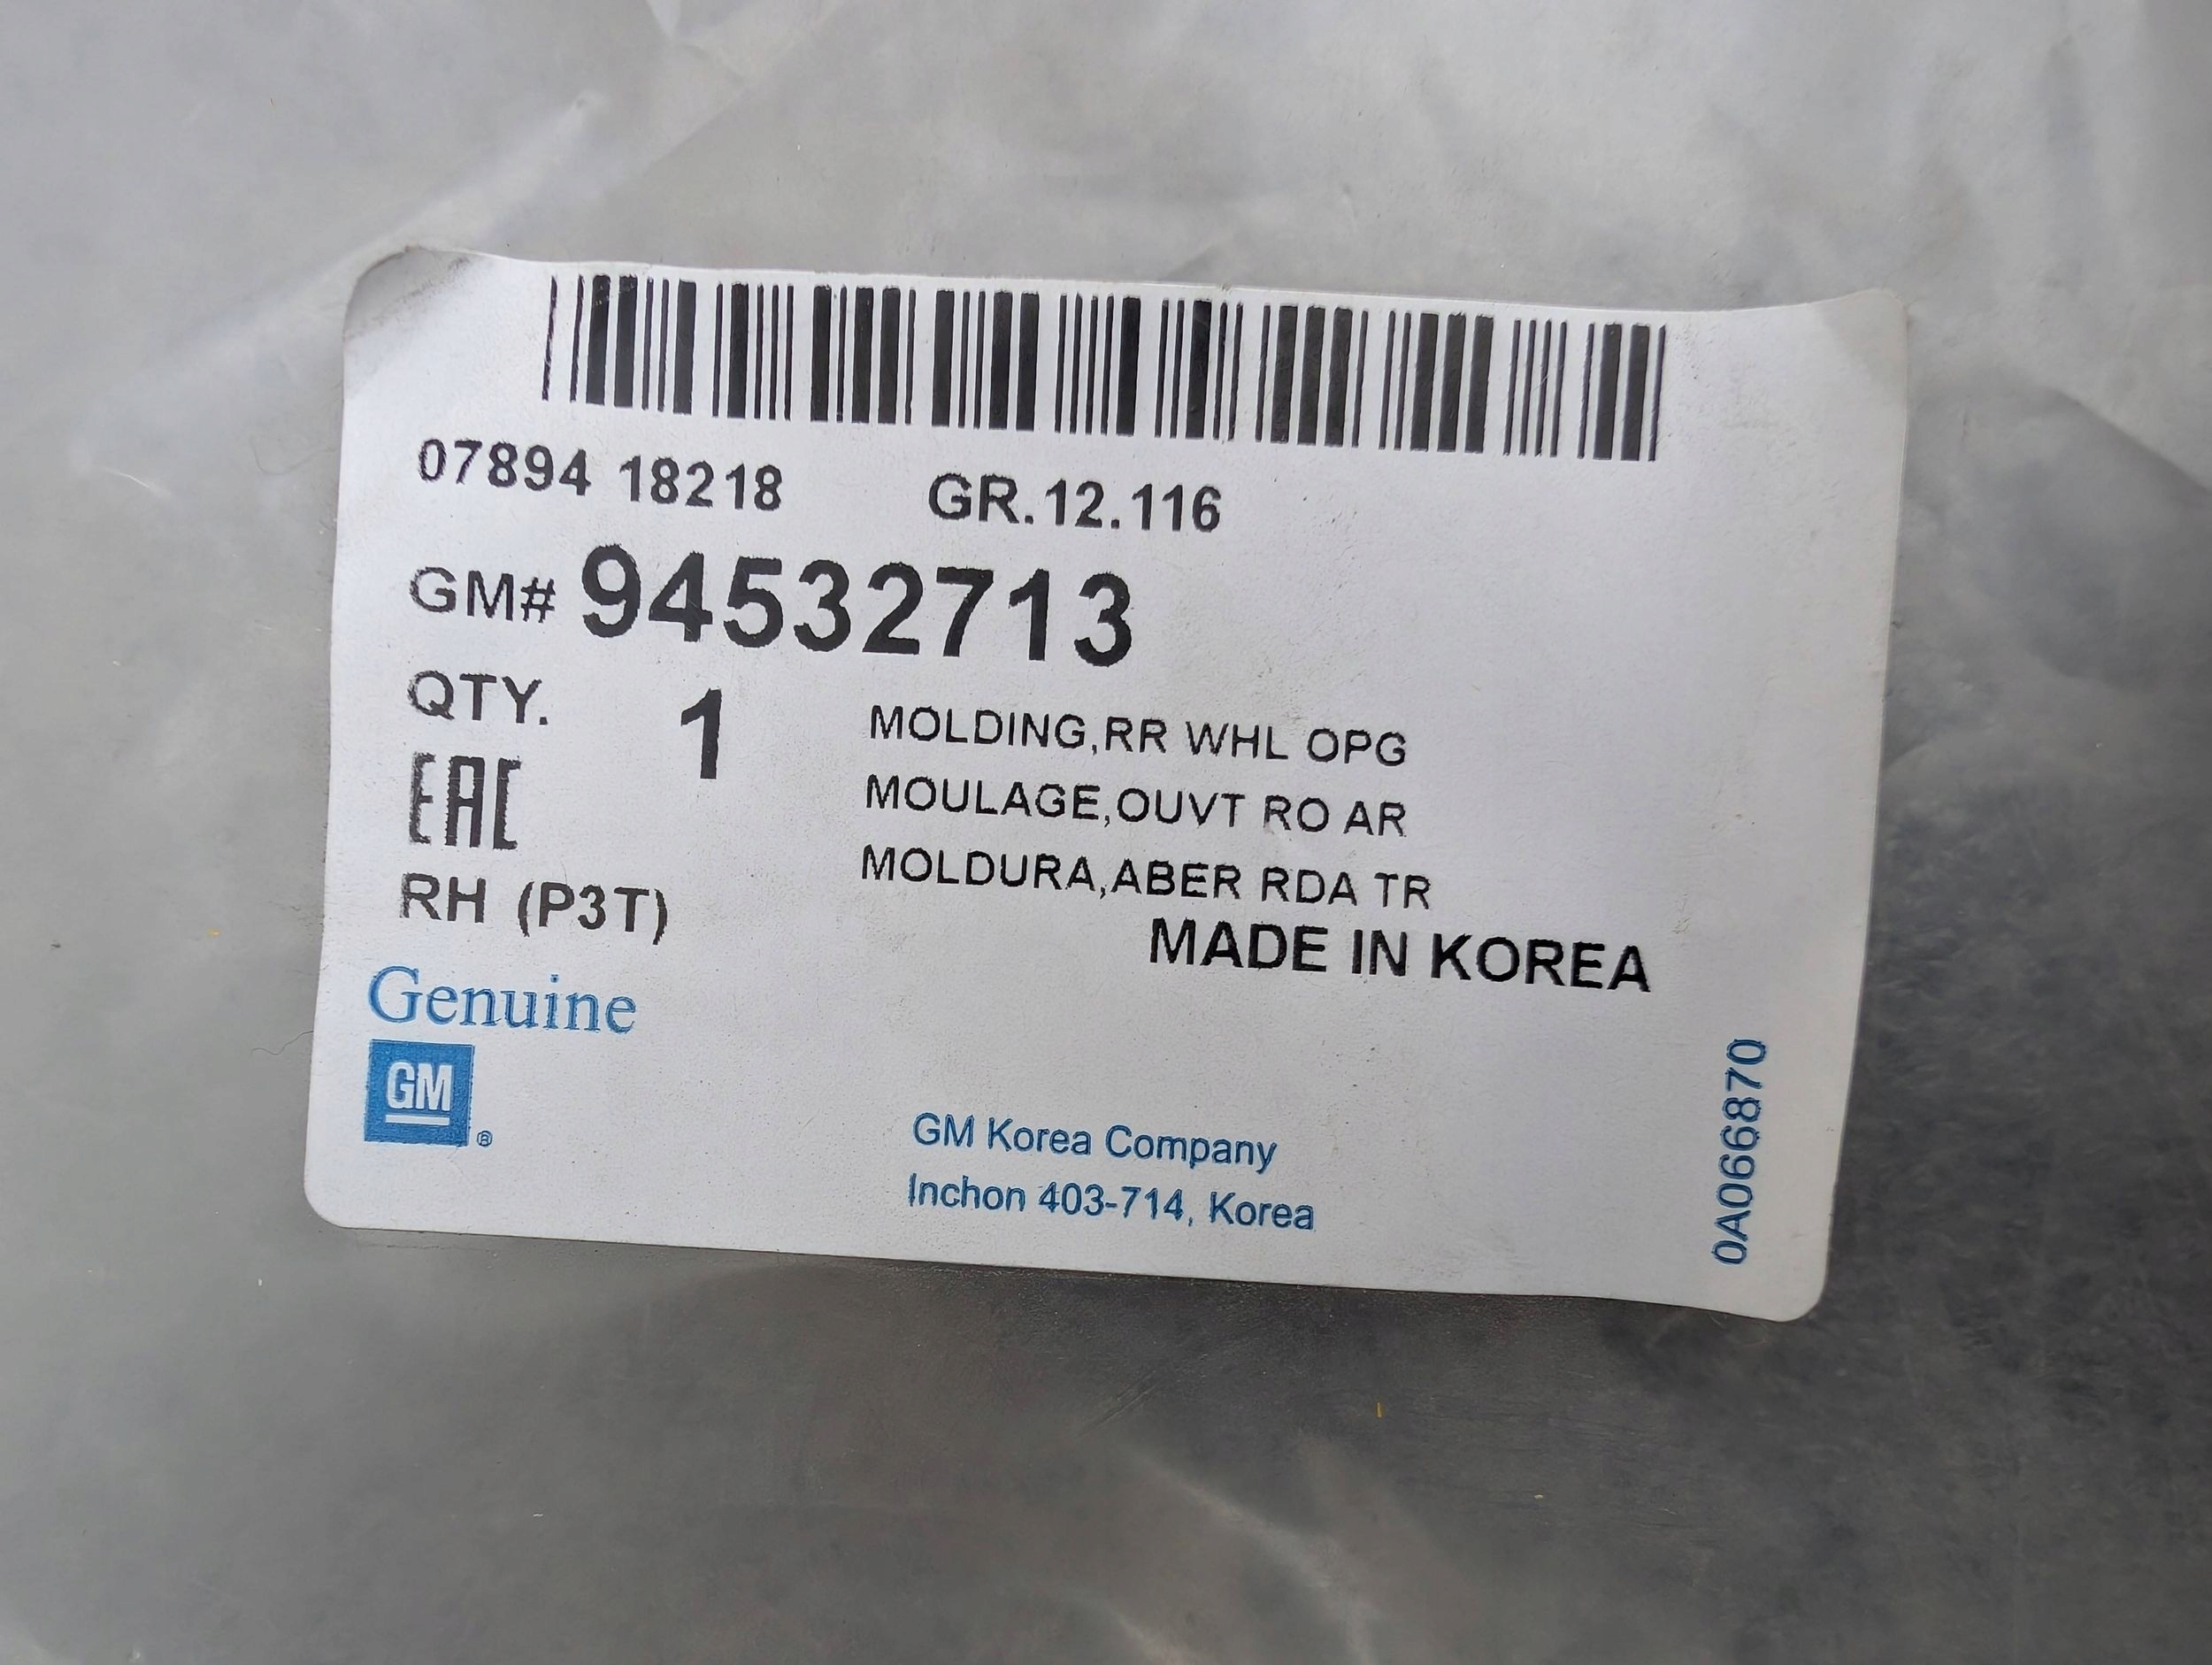 07894 18218 GR.12.116
GM# 94532713
QTY. 1
MOLDING,RR WHL OPG
MOULAGE,OUVT RO AR
MOLDURA,ABER RDA TR
EAC
RH (P3T)
MADE IN KOREA
Genuine
GM®
GM Korea Company
Inchon 403-714, Korea
0A066870